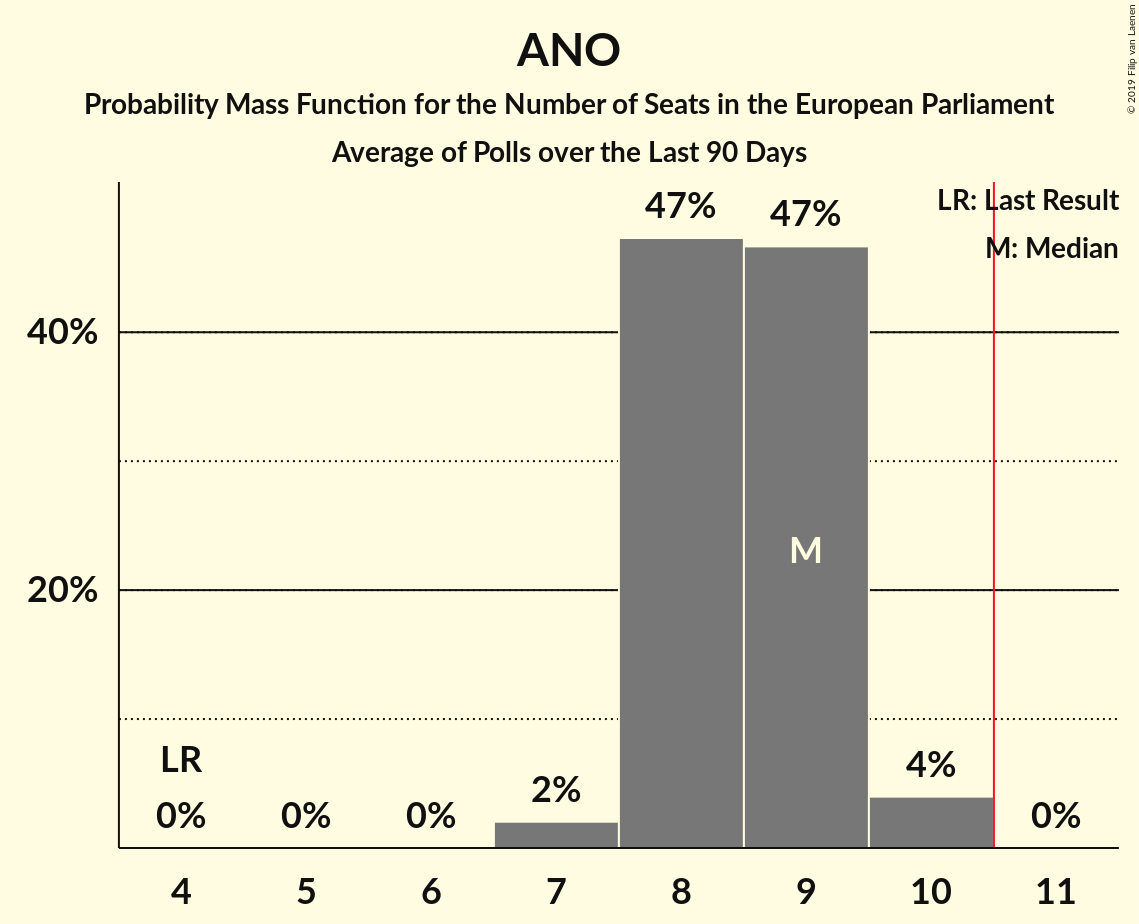 ANO
Probability Mass Function for the Number of Seats in the European Parliament
Average of Polls over the Last 90 Days
© 2019 Filip van Laenen
LR: Last Result
M: Median
47%
47%
40%
M
20%
LR
0%
0%
0%
2%
4%
0%
4
5
6
7
8
9
10
11